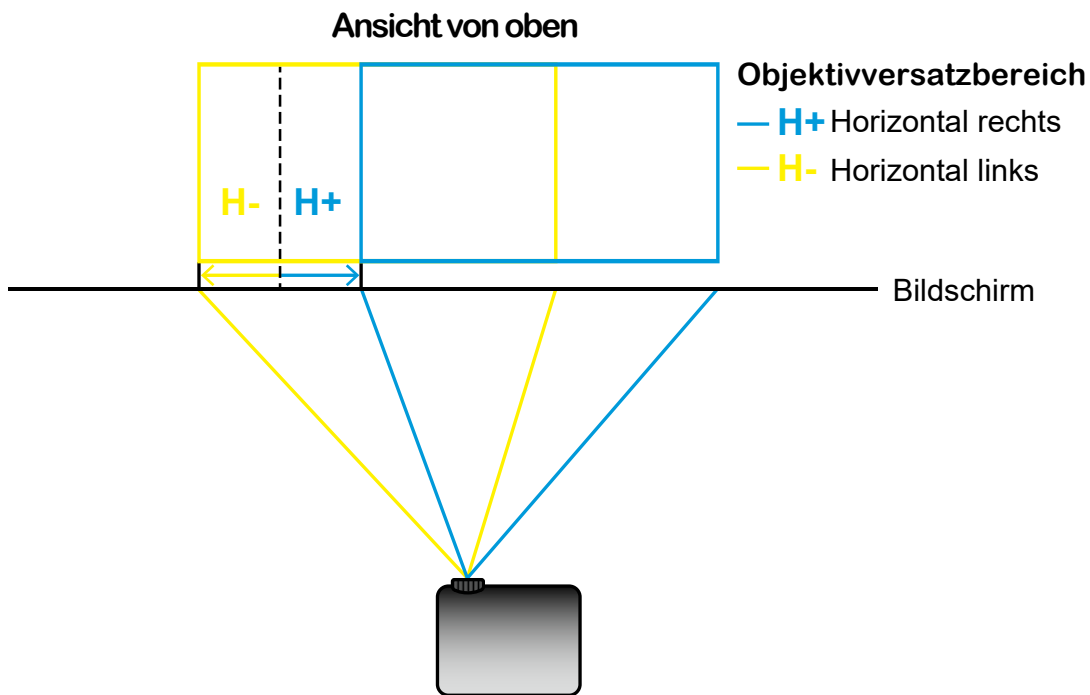 Ansicht von oben
Objektivversatzbereich
H+ Horizontal rechts
H- Horizontal links
H- H+
Bildschirm